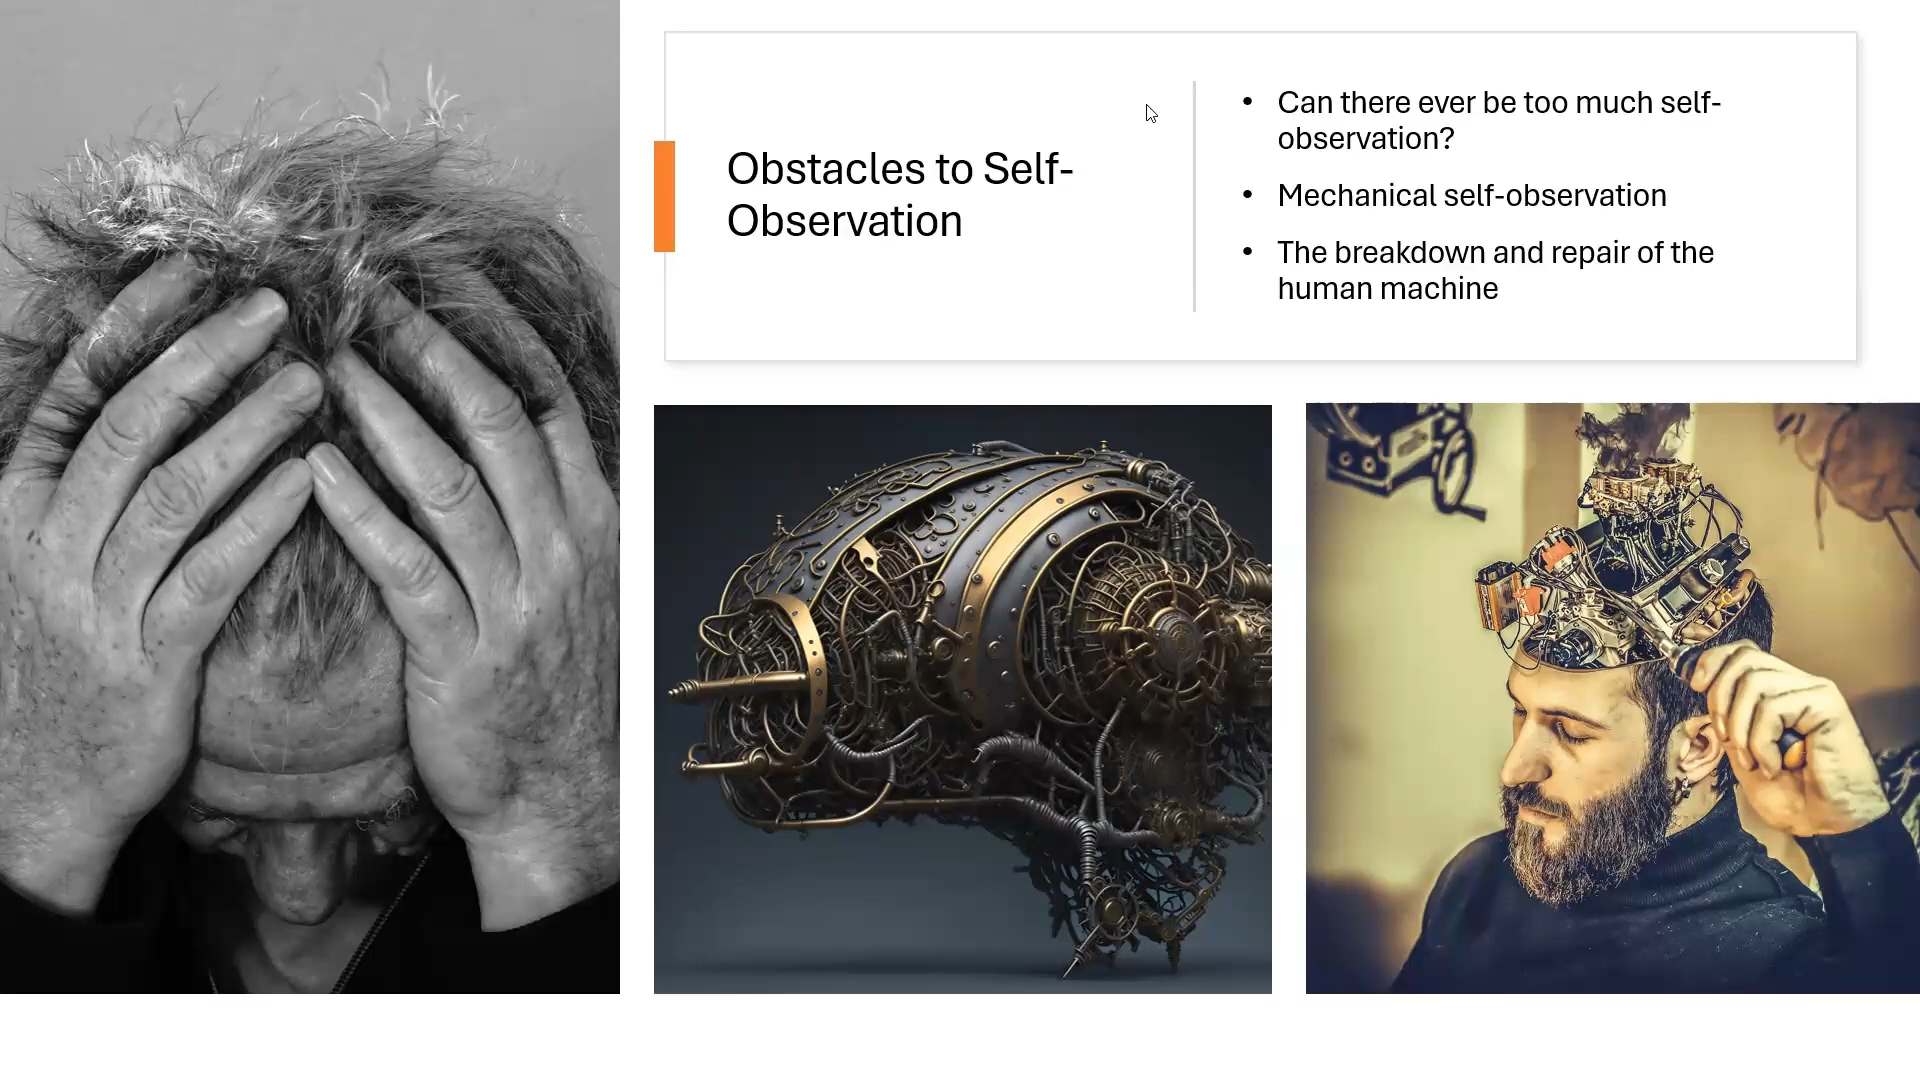 Obstacles to Self-
Observation
• Can there ever be too much self-
observation?
• Mechanical self-observation
• The breakdown and repair of the
human machine